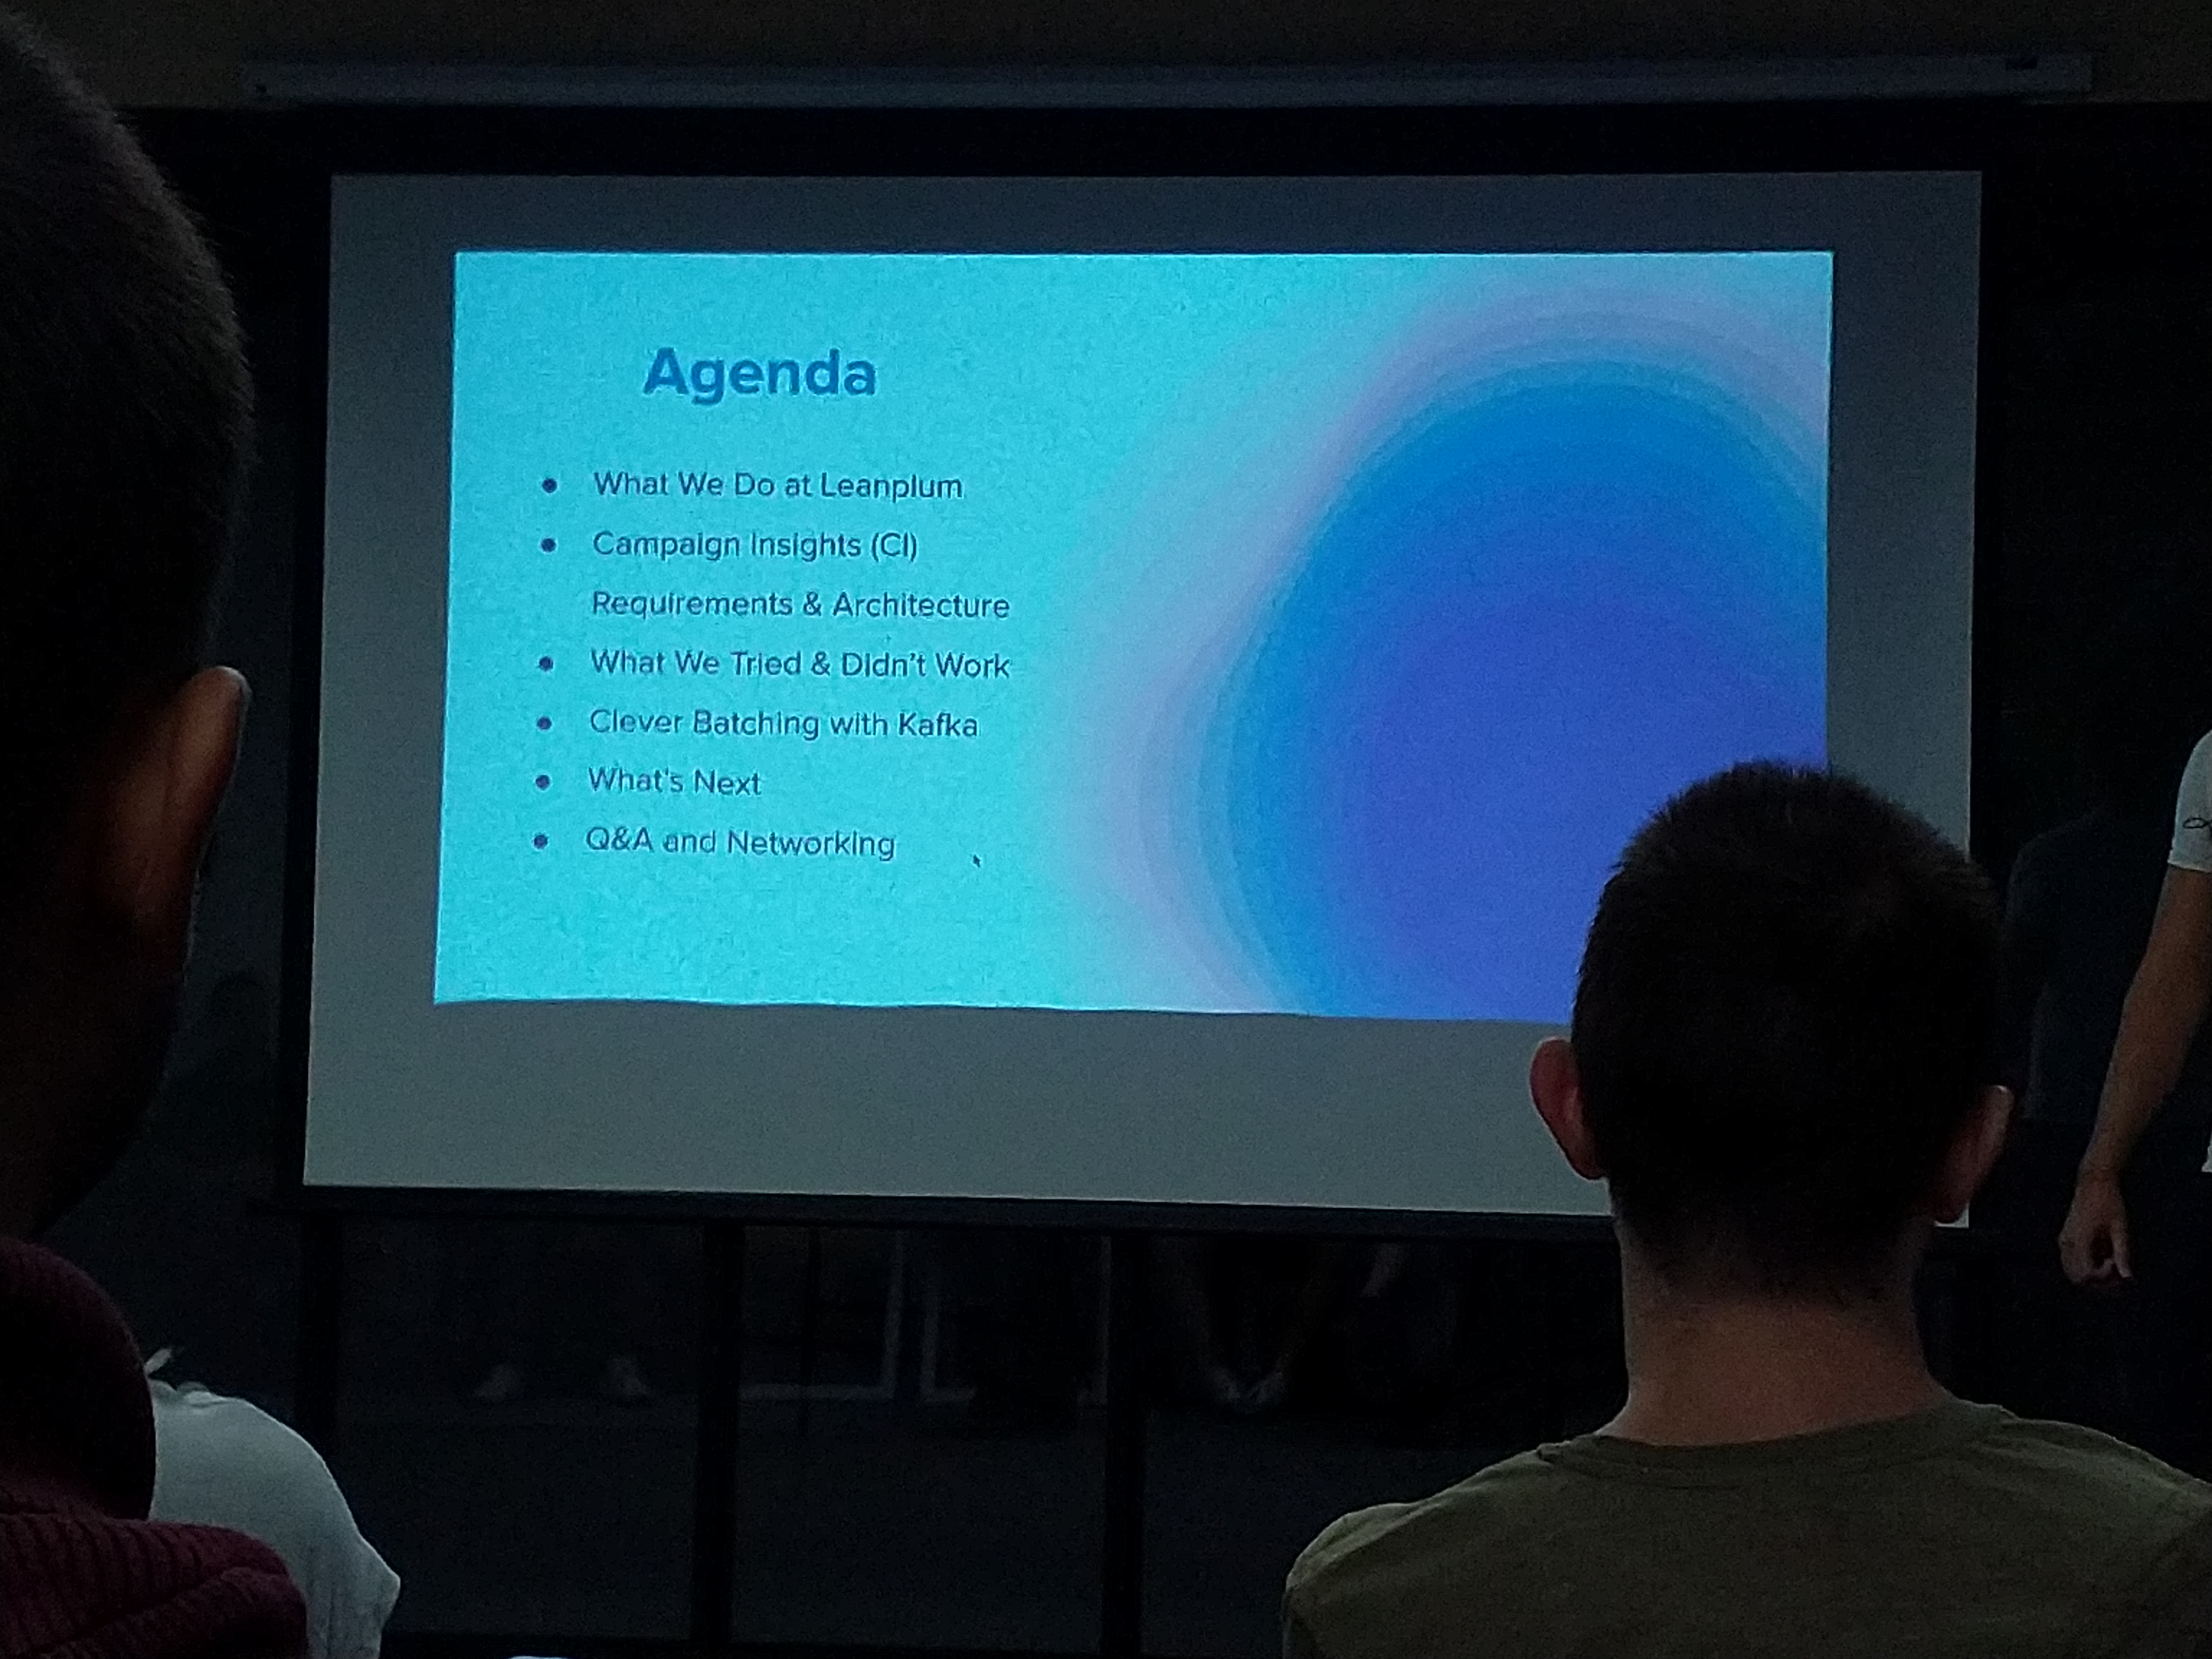 Agenda
• What We Do at Leanplum
• Campaign Insights (CI)
Requirements & Architecture
• What We Tried & Didn't Work
• Clever Batching with Kafka
• What's Next
• Q&A and Networking